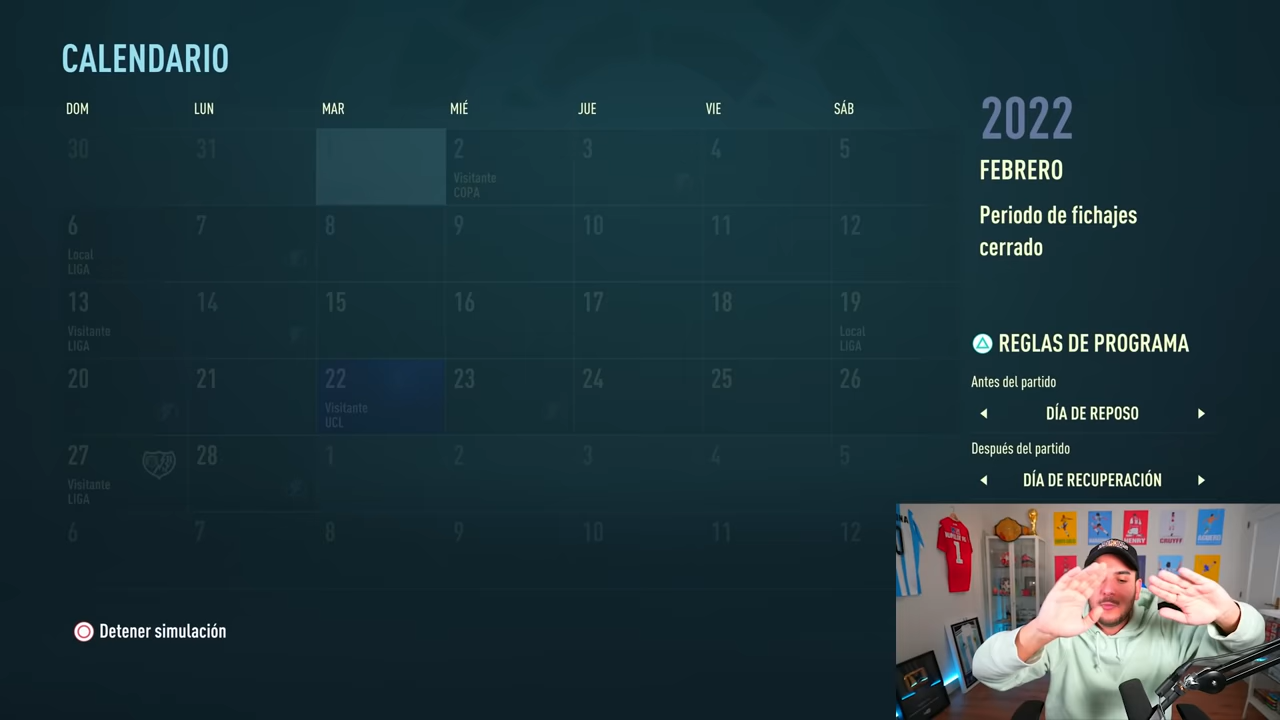 CALENDARIO
DOM LUN MAR MIÉ JUE VIE SÁB
30 31 1 2 3 4 5
Visitante
COPA
6 7 8 9 10 11 12
Local
LIGA
13 14 15 16 17 18 19
Visitante Local
LIGA LIGA
20 21 22 23 24 25 26
Visitante
UCL
27 28 1 2 3 4 5
Visitante
LIGA
6 7 8 9 10 11 12
Detener simulación
2022
FEBRERO
Periodo de fichajes
cerrado
REGLAS DE PROGRAMA
Antes del partido
DÍA DE REPOSO
Después del partido
DÍA DE RECUPERACIÓN
1
HENRY
CRUYFF